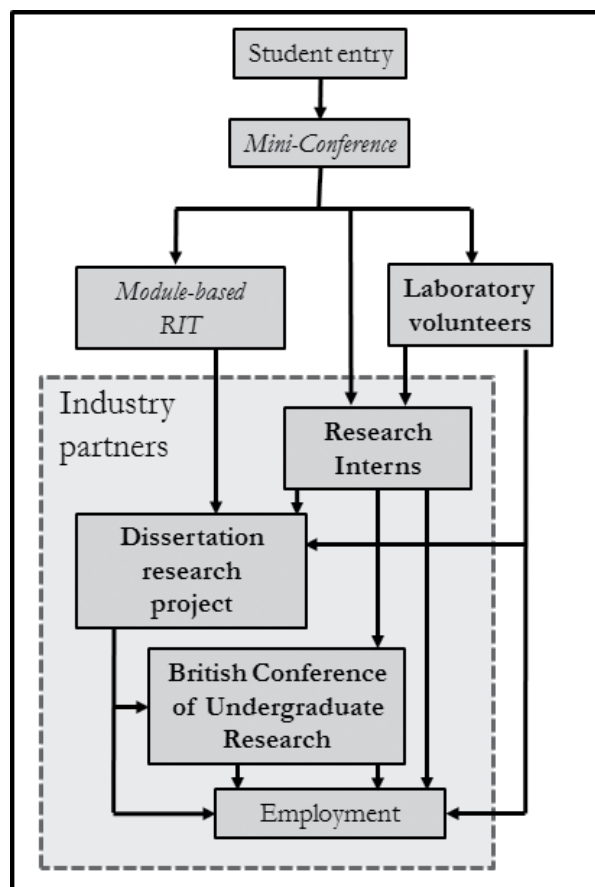 Student entry
Mini-Conference
Module-based
RIT
Laboratory
volunteers
Industry
partners
Research
Interns
Dissertation
research
project
British Conference
of Undergraduate
Research
Employment